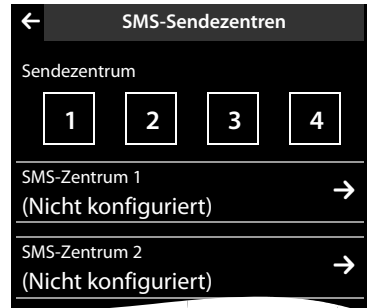 SMS-Sendezentren
Sendezentrum
1 2 3 4
SMS-Zentrum 1
(Nicht konfiguriert)
SMS-Zentrum 2
(Nicht konfiguriert)